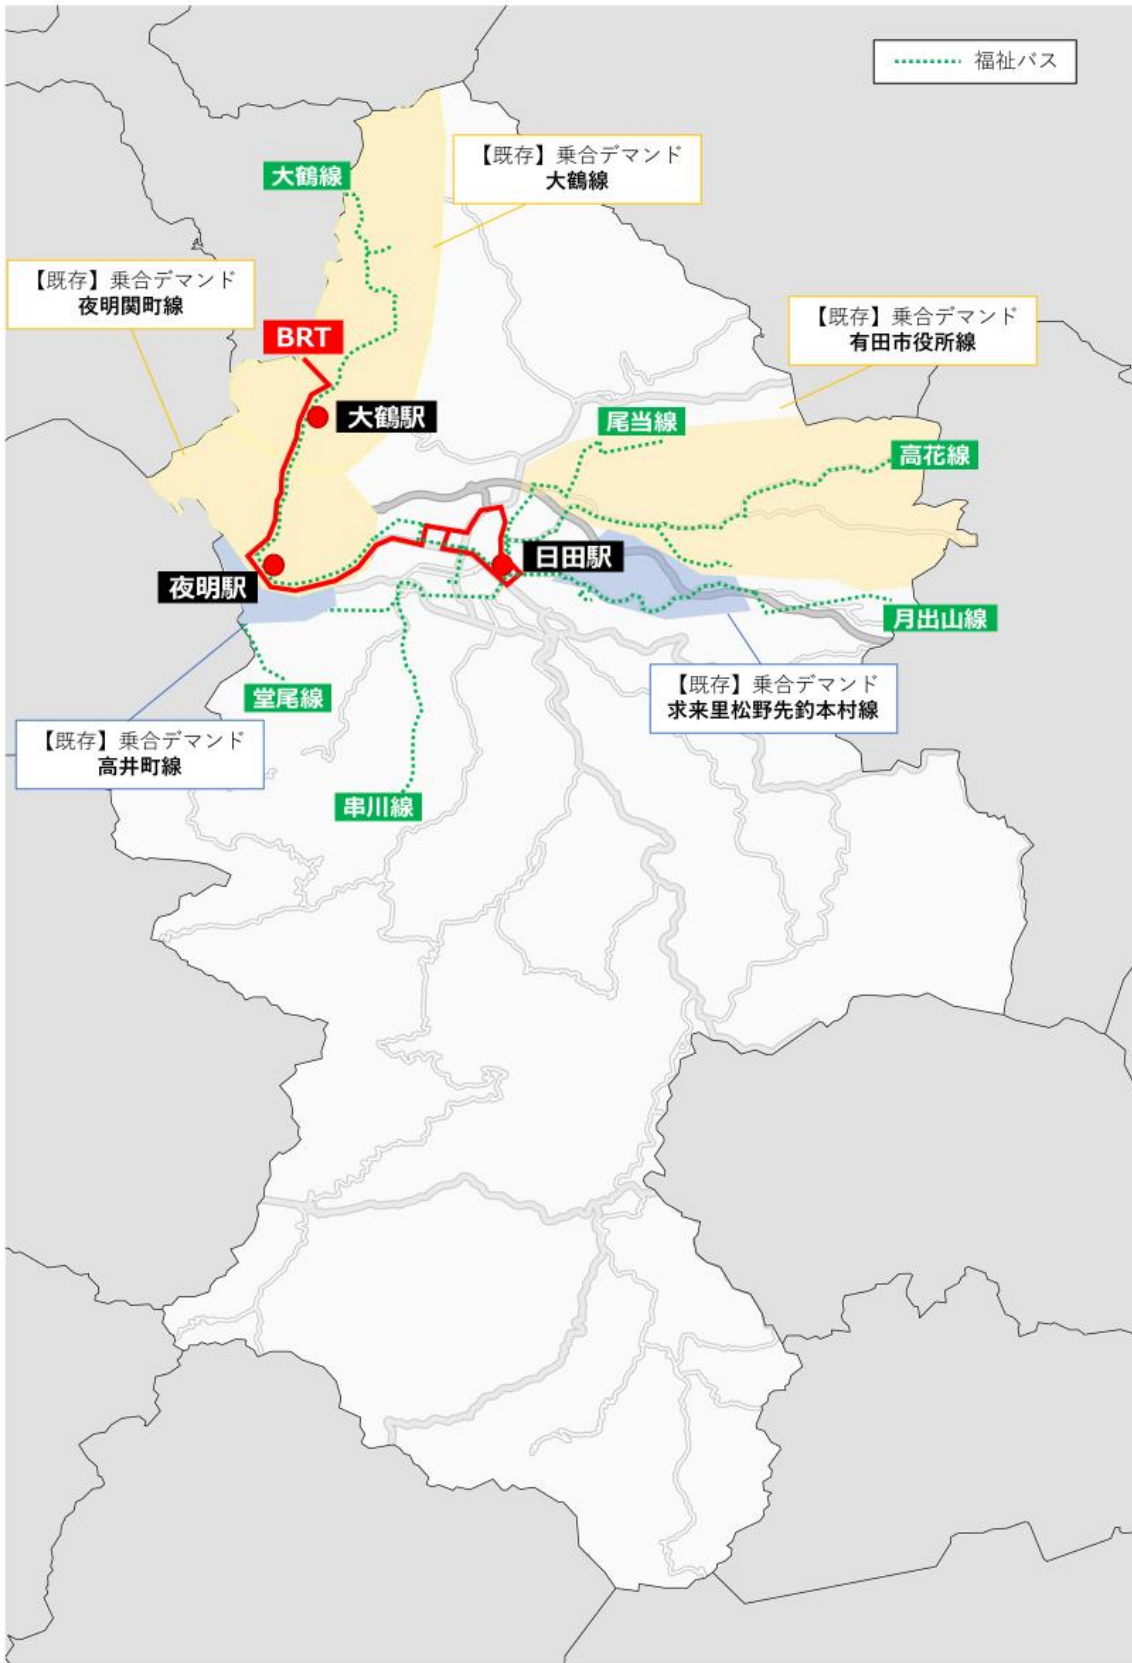 福祉バス
【既存】乗合デマンド
大鶴線
大鶴線
【既存】乗合デマンド
夜明関町線
【既存】乗合デマンド
有田市役所線
BRT
大鶴駅
尾当線
高花線
日田駅
夜明駅
月出山線
堂尾線
【既存】乗合デマンド
求来里松野先釣本村線
【既存】乗合デマンド
高井町線
串川線